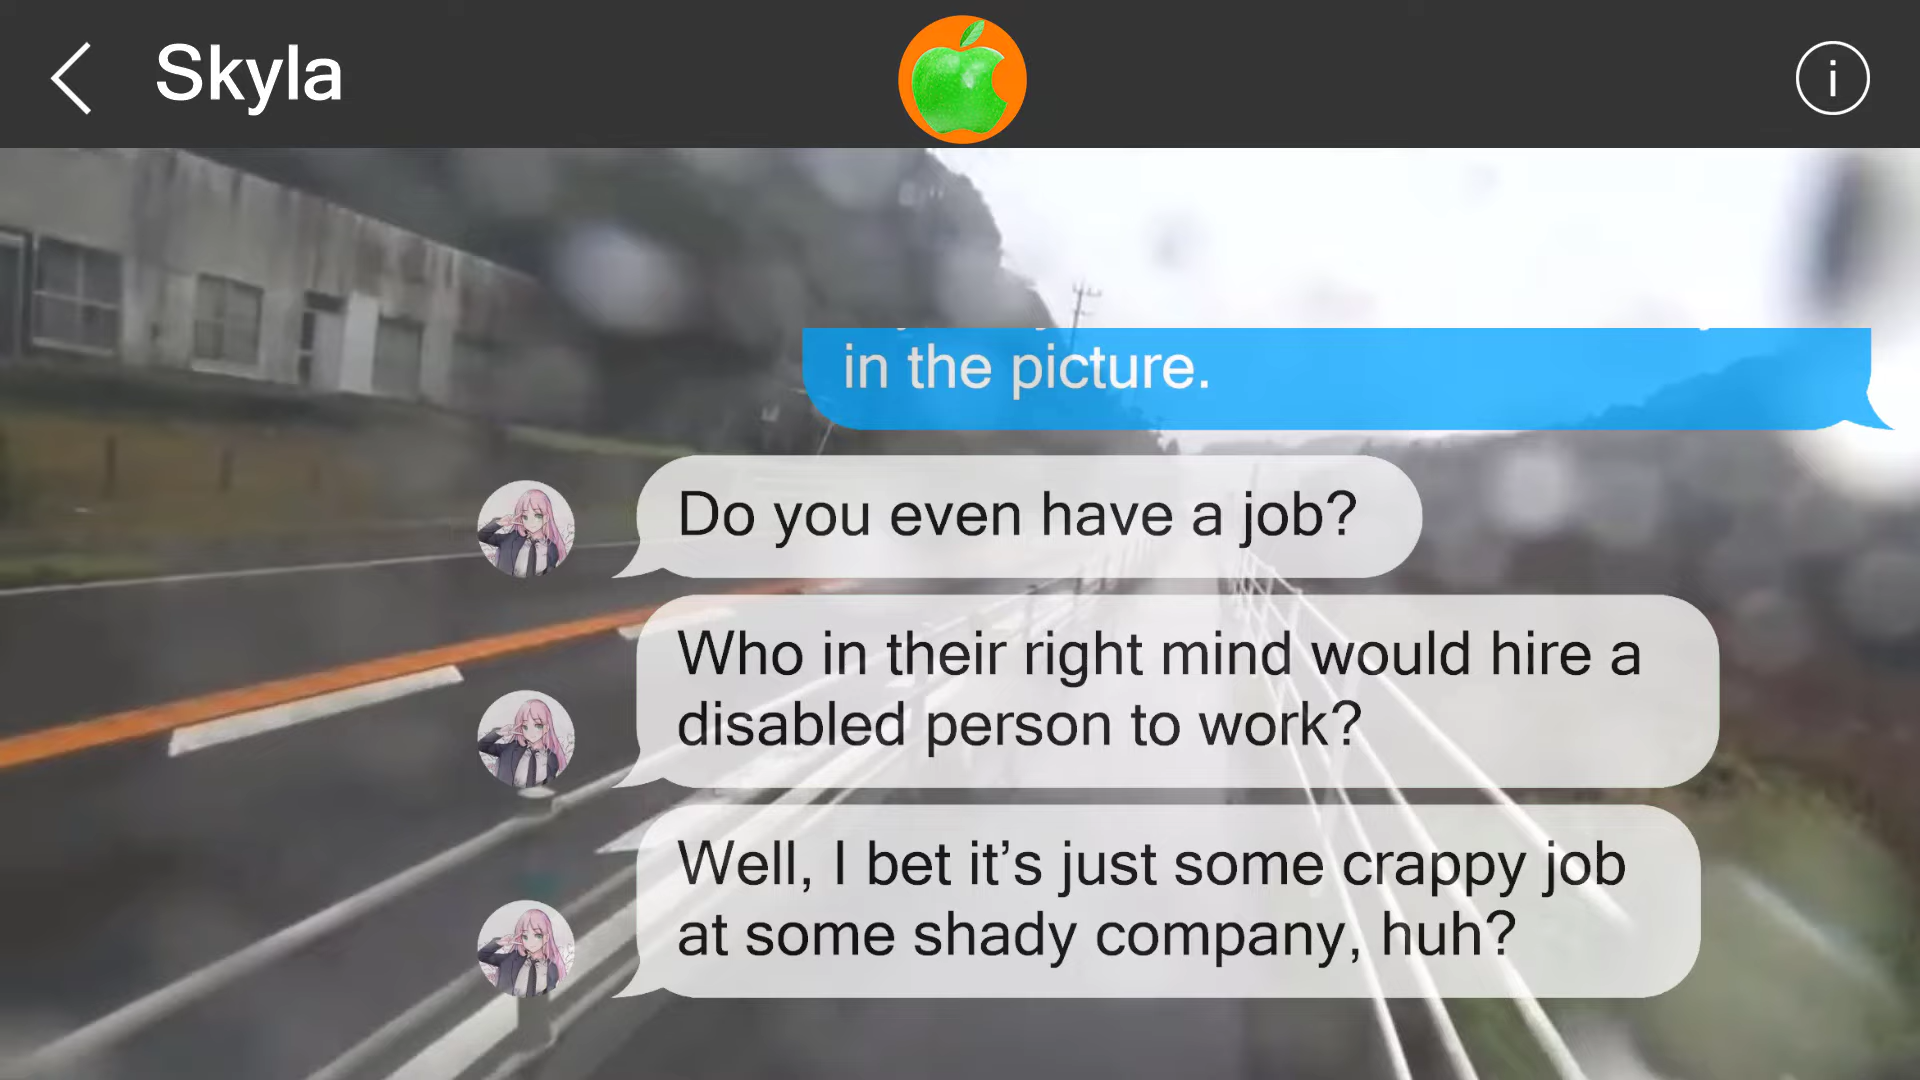 Skyla
in the picture.
Do you even have a job?
Who in their right mind would hire a
disabled person to work?
Well, I bet it’s just some crappy job
at some shady company, huh?